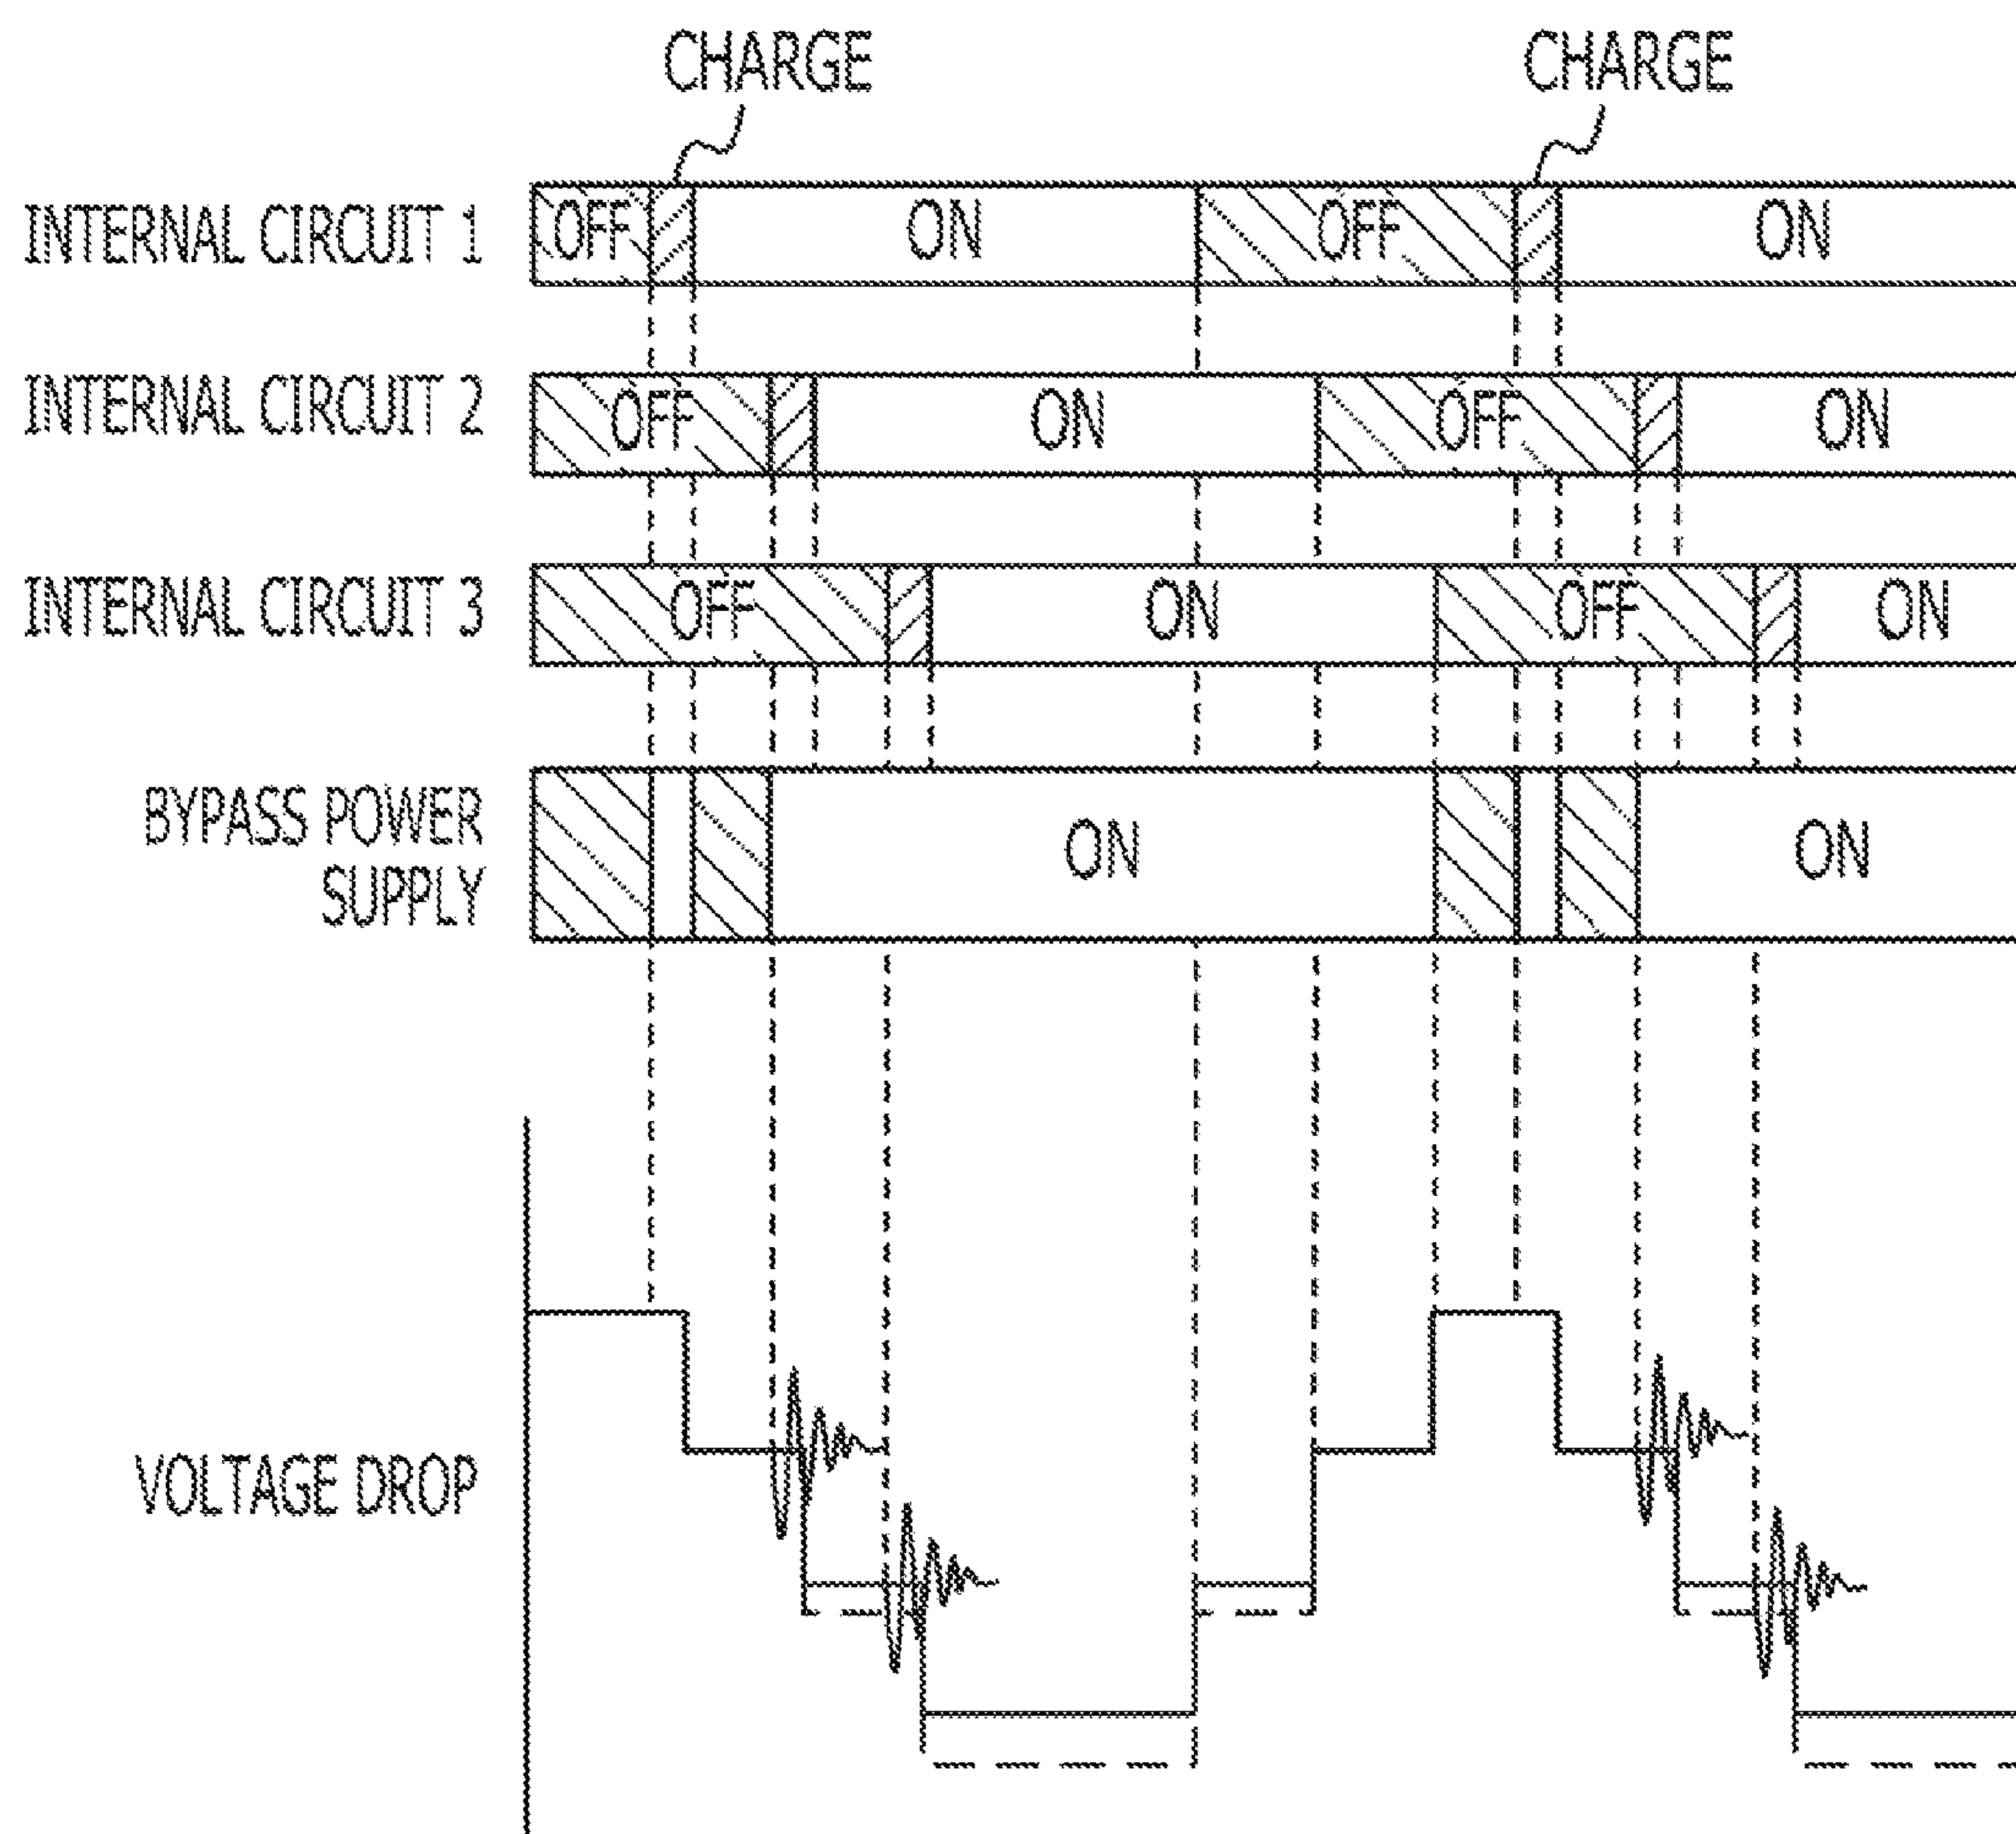 CHARGE CHARGE
INTERNAL CIRCUIT 1 OFF ON OFF ON
INTERNAL CIRCUIT 2 OFF ON OFF ON
INTERNAL CIRCUIT 3 OFF ON OFF ON
BYPASS POWER
SUPPLY ON ON
VOLTAGE DROP